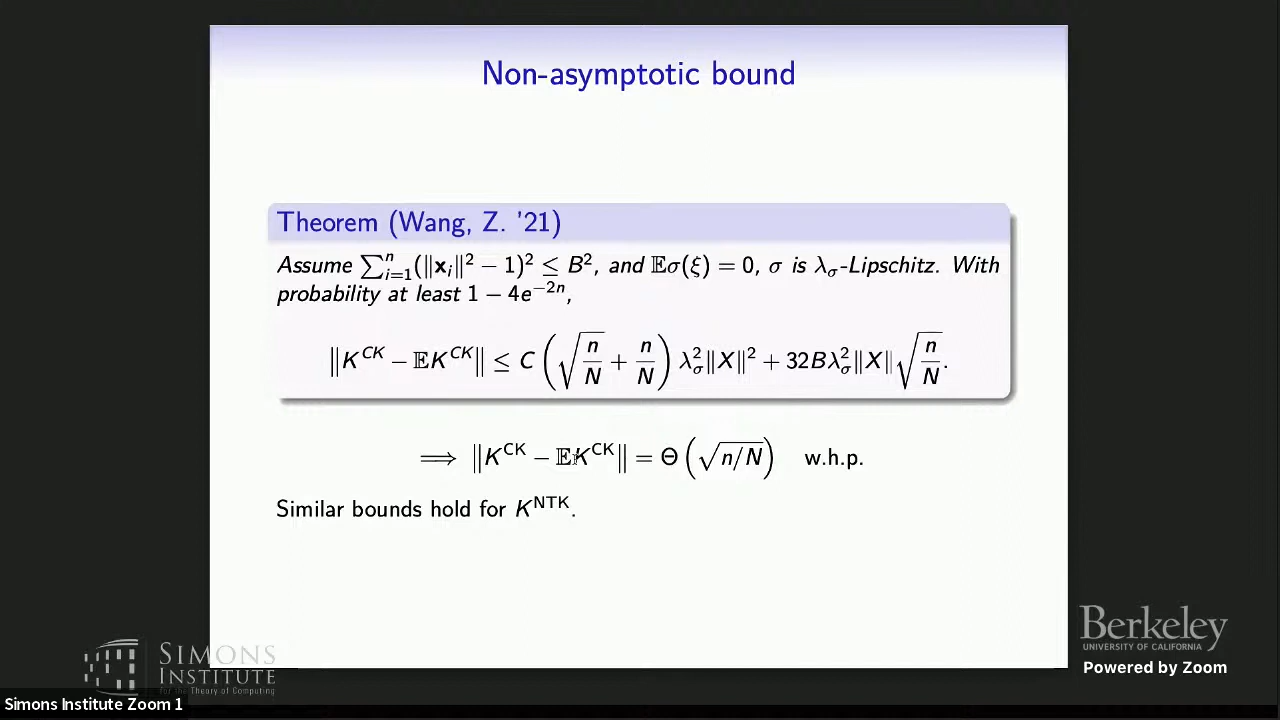 Non-asymptotic bound
Theorem (Wang, Z. '21)
Assume ∑ⁿᵢ₌₁(‖xᵢ‖² − 1)² ≤ B², and 𝔼σ(ξ) = 0, σ is λ_σ-Lipschitz. With
probability at least 1 − 4e⁻²ⁿ,
‖K^CK − 𝔼K^CK‖ ≤ C (√(n/N) + n/N) λ_σ²‖X‖² + 32Bλ_σ²‖X‖√(n/N).
⟹ ‖K^CK − 𝔼K^CK‖ = Θ (√(n/N)) w.h.p.
Similar bounds hold for K^NTK.
SIMONS
INSTITUTE
for the Theory of Computing
Berkeley
UNIVERSITY OF CALIFORNIA
Powered by Zoom
Simons Institute Zoom 1